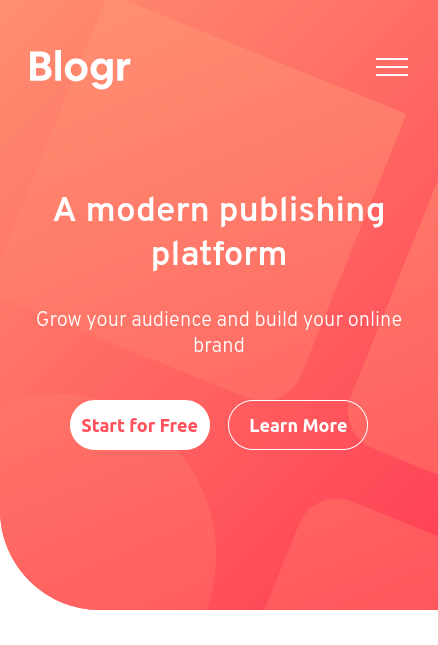 Blogr
A modern publishing
platform
Grow your audience and build your online
brand
Start for Free
Learn More